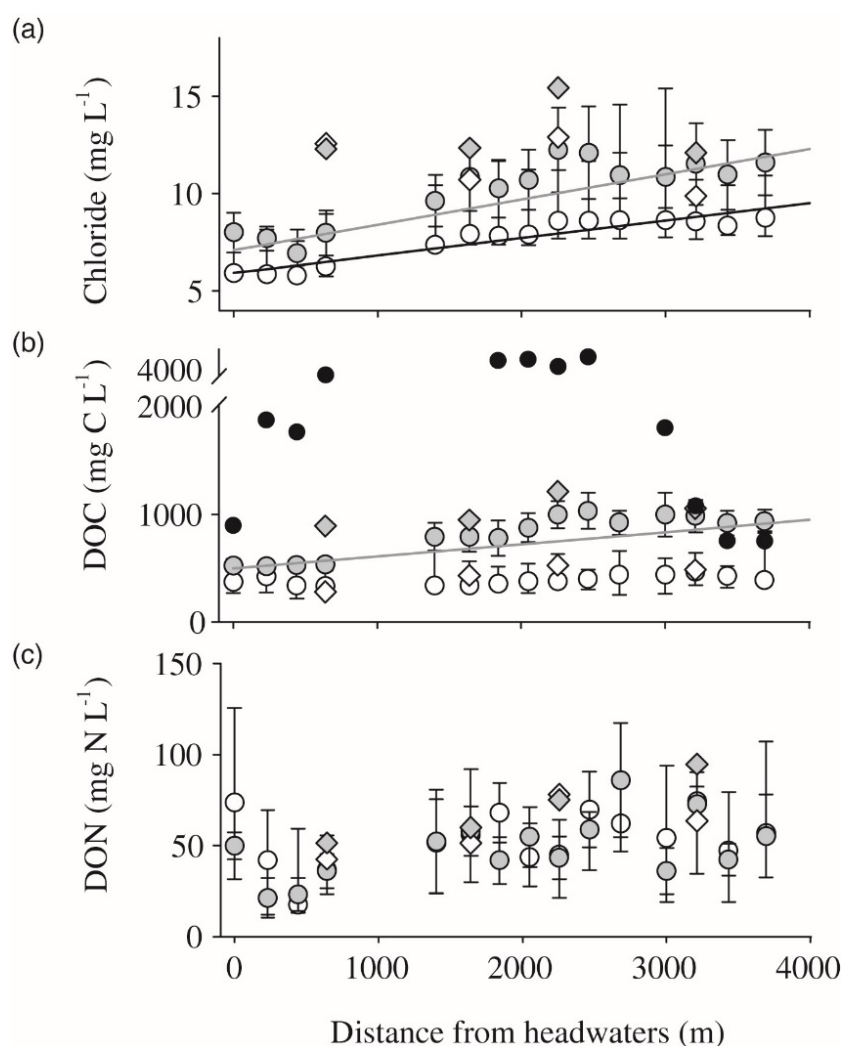 (a)
Chloride (mg L⁻¹)
15
10
5
(b)
DOC (mg C L⁻¹)
4000
2000
1000
0
(c)
DON (mg N L⁻¹)
150
100
50
0
0 1000 2000 3000 4000
Distance from headwaters (m)